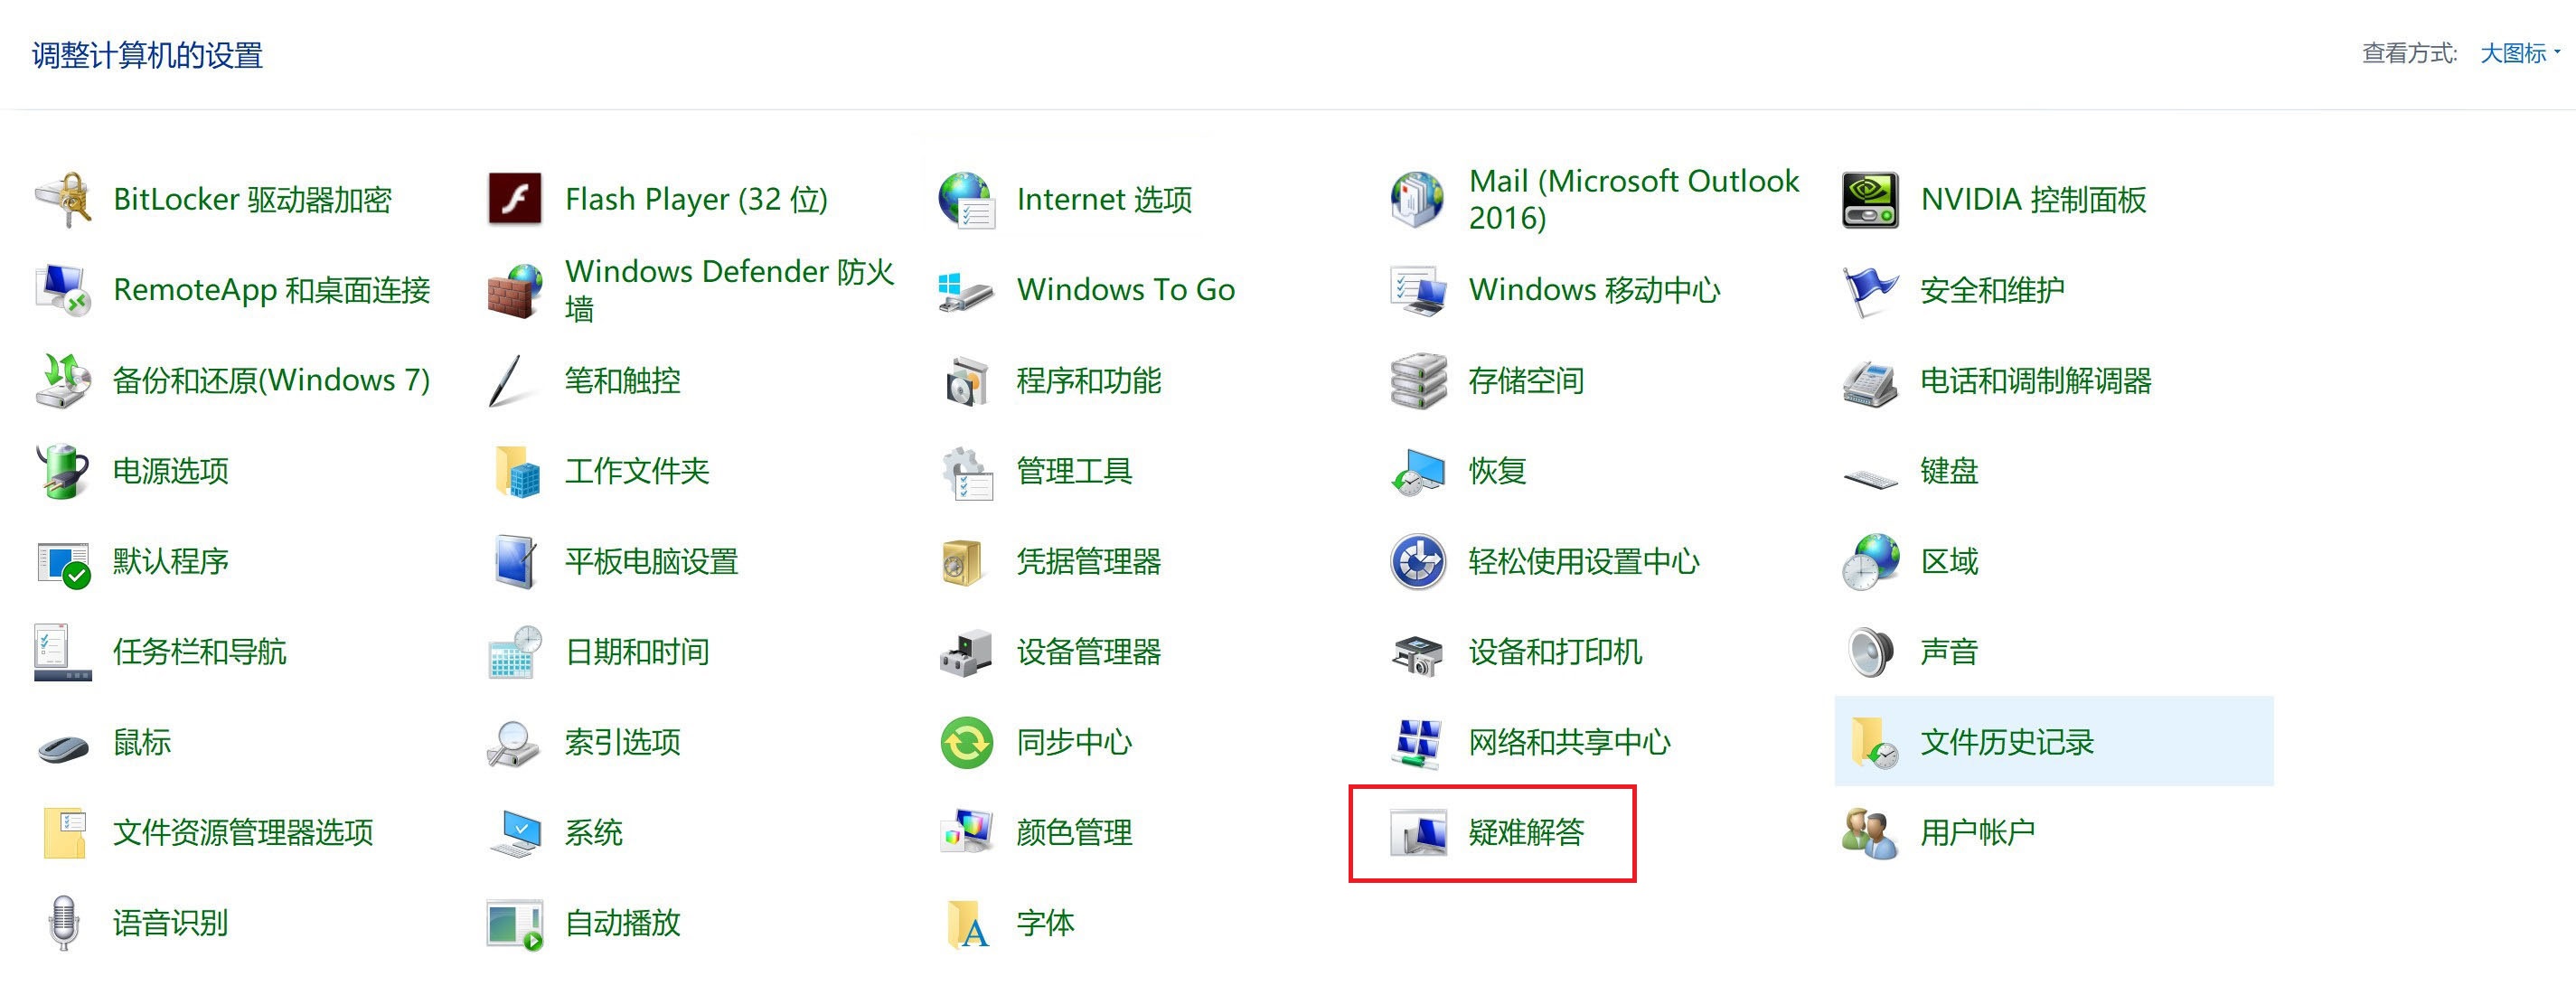 调整计算机的设置
查看方式: 大图标
BitLocker 驱动器加密
Flash Player (32 位)
Internet 选项
Mail (Microsoft Outlook
2016)
NVIDIA 控制面板
RemoteApp 和桌面连接
Windows Defender 防火
墙
Windows To Go
Windows 移动中心
安全和维护
备份和还原(Windows 7)
笔和触控
程序和功能
存储空间
电话和调制解调器
电源选项
工作文件夹
管理工具
恢复
键盘
默认程序
平板电脑设置
凭据管理器
轻松使用设置中心
区域
任务栏和导航
日期和时间
设备管理器
设备和打印机
声音
鼠标
索引选项
同步中心
网络和共享中心
文件历史记录
文件资源管理器选项
系统
颜色管理
疑难解答
用户帐户
语音识别
自动播放
字体